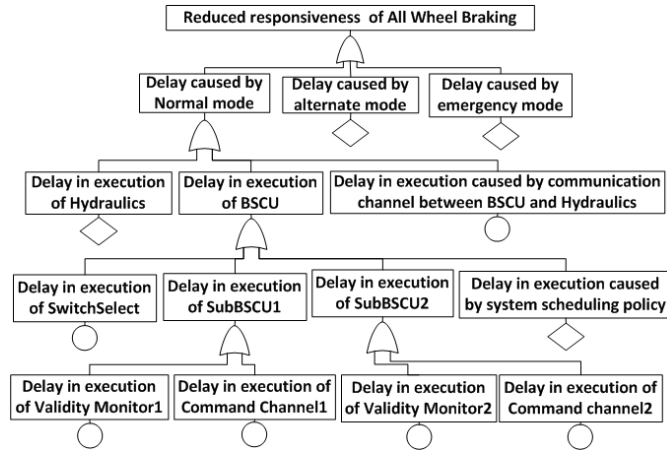 Reduced responsiveness of All Wheel Braking
Delay caused by
Normal mode
Delay caused by
alternate mode
Delay caused by
emergency mode
Delay in execution
of Hydraulics
Delay in execution
of BSCU
Delay in execution caused by communication
channel between BSCU and Hydraulics
Delay in execution
of SwitchSelect
Delay in execution
of SubBSCU1
Delay in execution
of SubBSCU2
Delay in execution caused
by system scheduling policy
Delay in execution
of Validity Monitor1
Delay in execution of
Command Channel1
Delay in execution
of Validity Monitor2
Delay in execution of
Command channel2